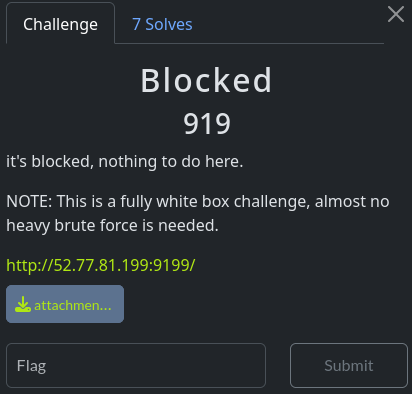 Challenge
7 Solves
Blocked
919
it's blocked, nothing to do here.
NOTE: This is a fully white box challenge, almost no
heavy brute force is needed.
http://52.77.81.199:9199/
attachmen...
Flag
Submit